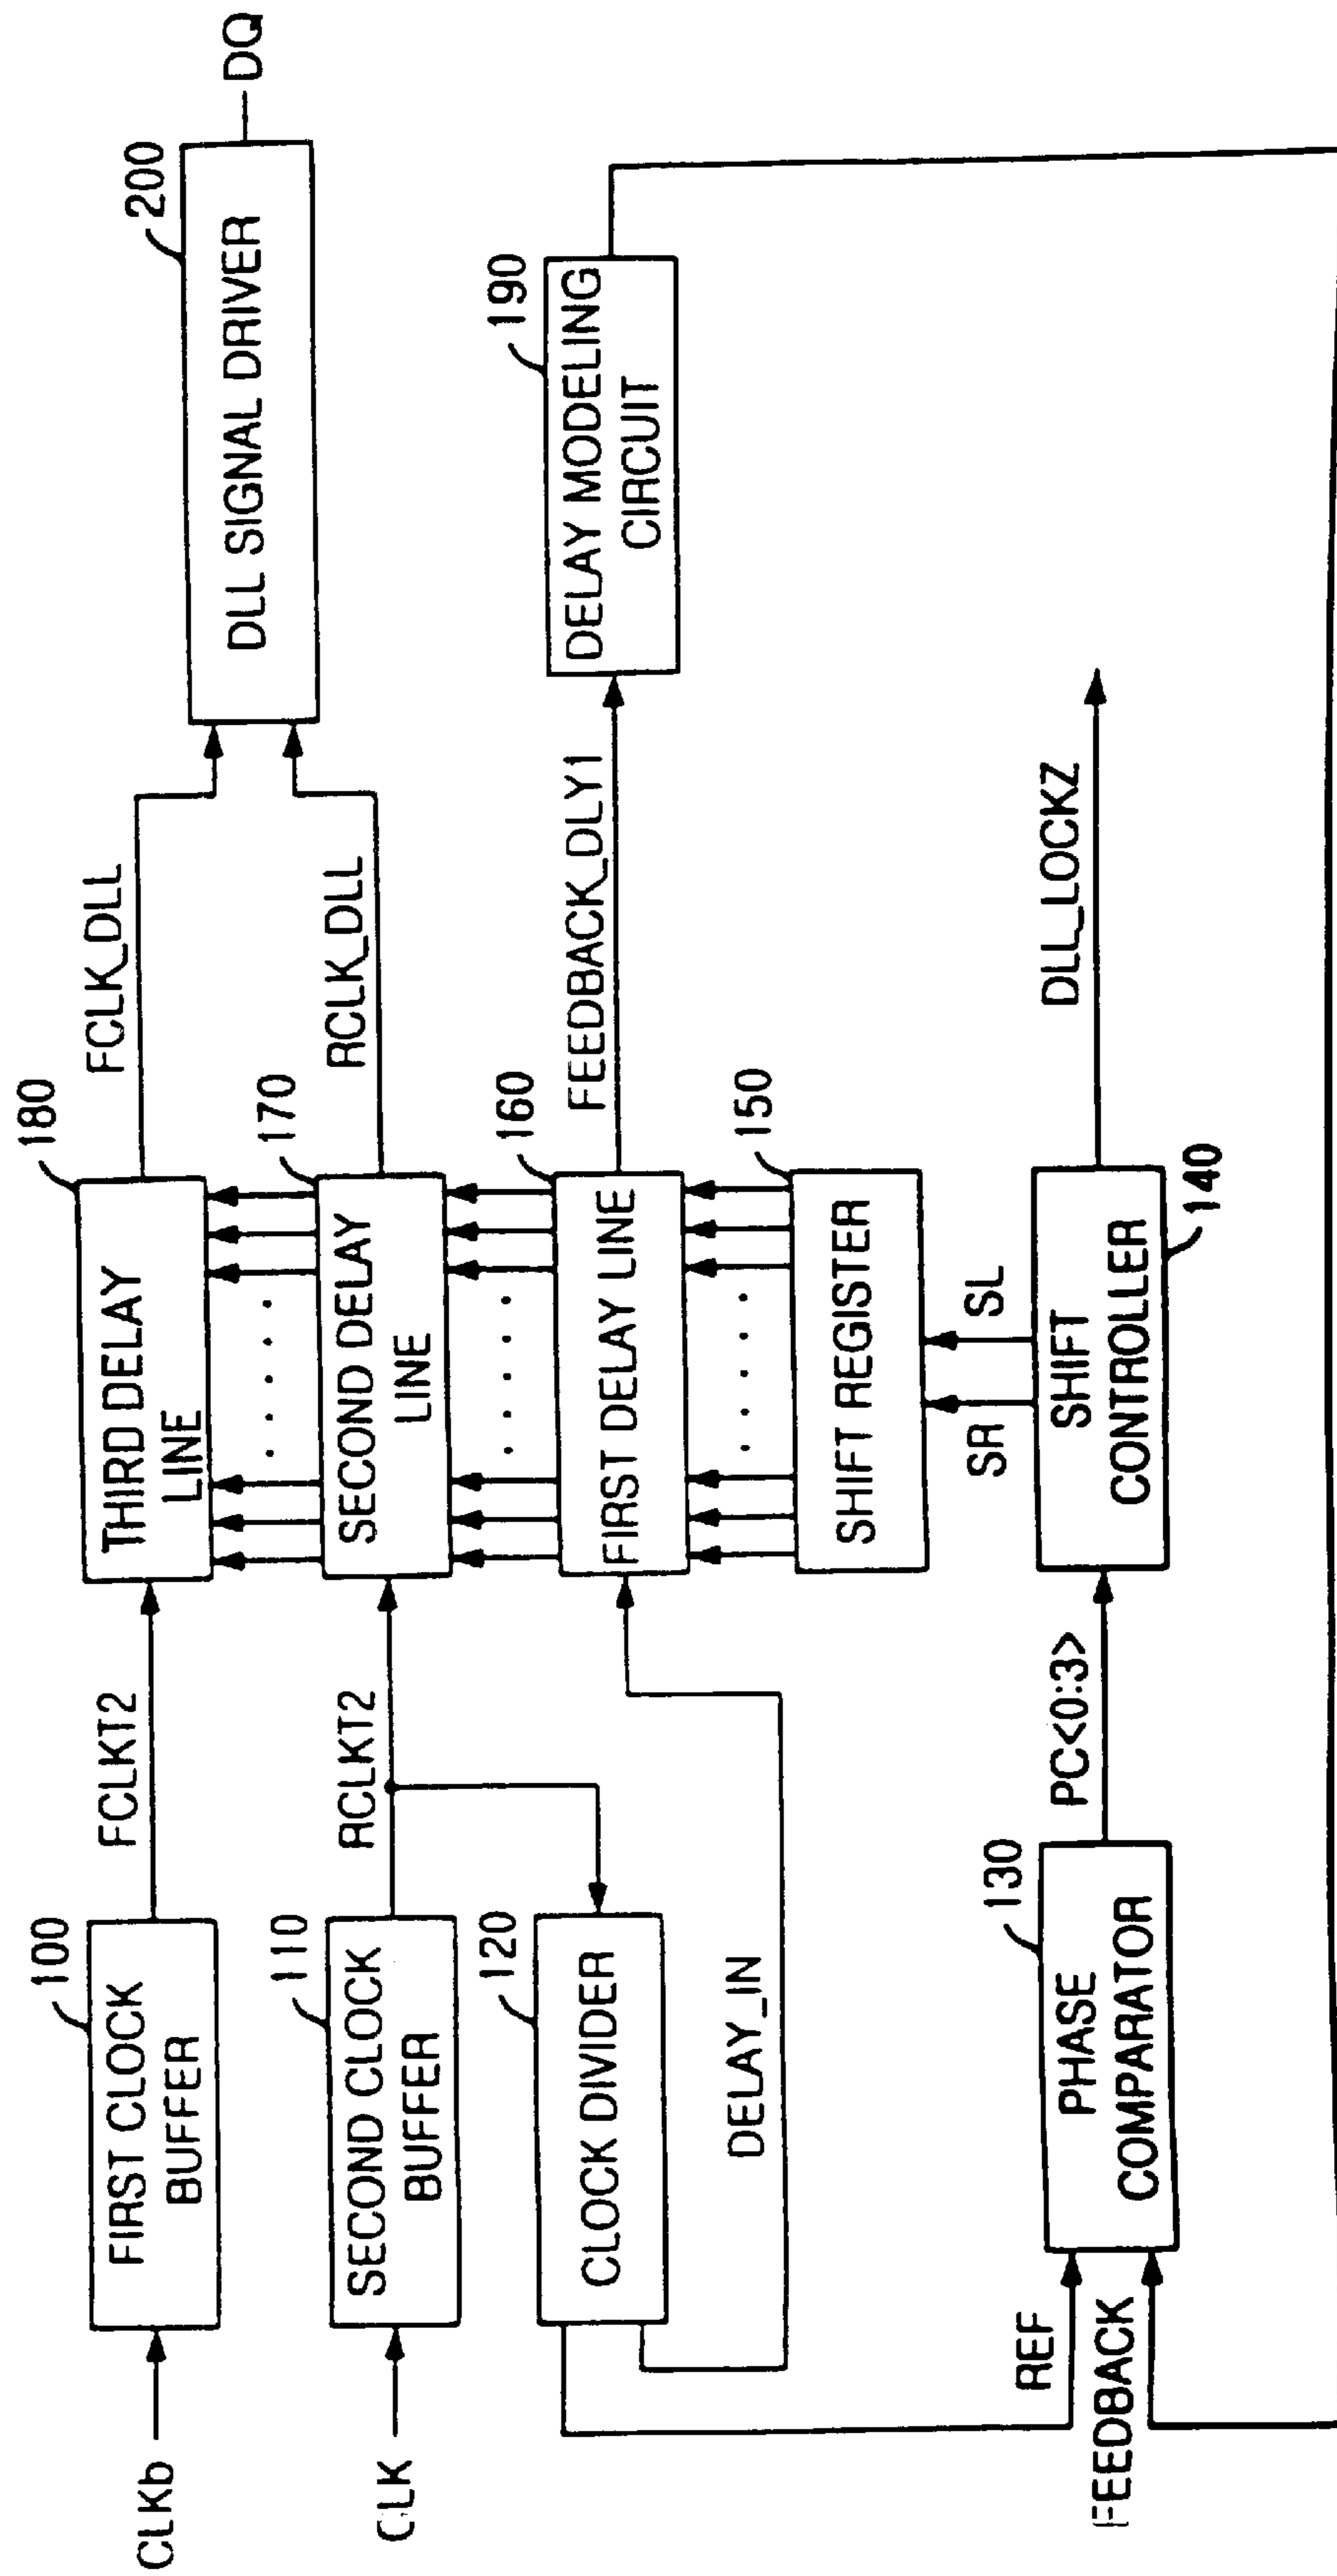 CLKb
FIRST CLOCK
BUFFER
100
FCLKT2
THIRD DELAY
LINE
180
FCLK_DLL
DLL SIGNAL DRIVER
200
DQ
CLK
SECOND CLOCK
BUFFER
110
RCLKT2
SECOND DELAY
LINE
170
RCLK_DLL
CLOCK DIVIDER
120
DELAY_IN
FIRST DELAY LINE
160
FEEDBACK_DLY1
DELAY MODELING
CIRCUIT
190
SHIFT REGISTER
150
SR
SL
REF
FEEDBACK
PHASE
COMPARATOR
130
PC<0:3>
SHIFT
CONTROLLER
140
DLL_LOCKZ